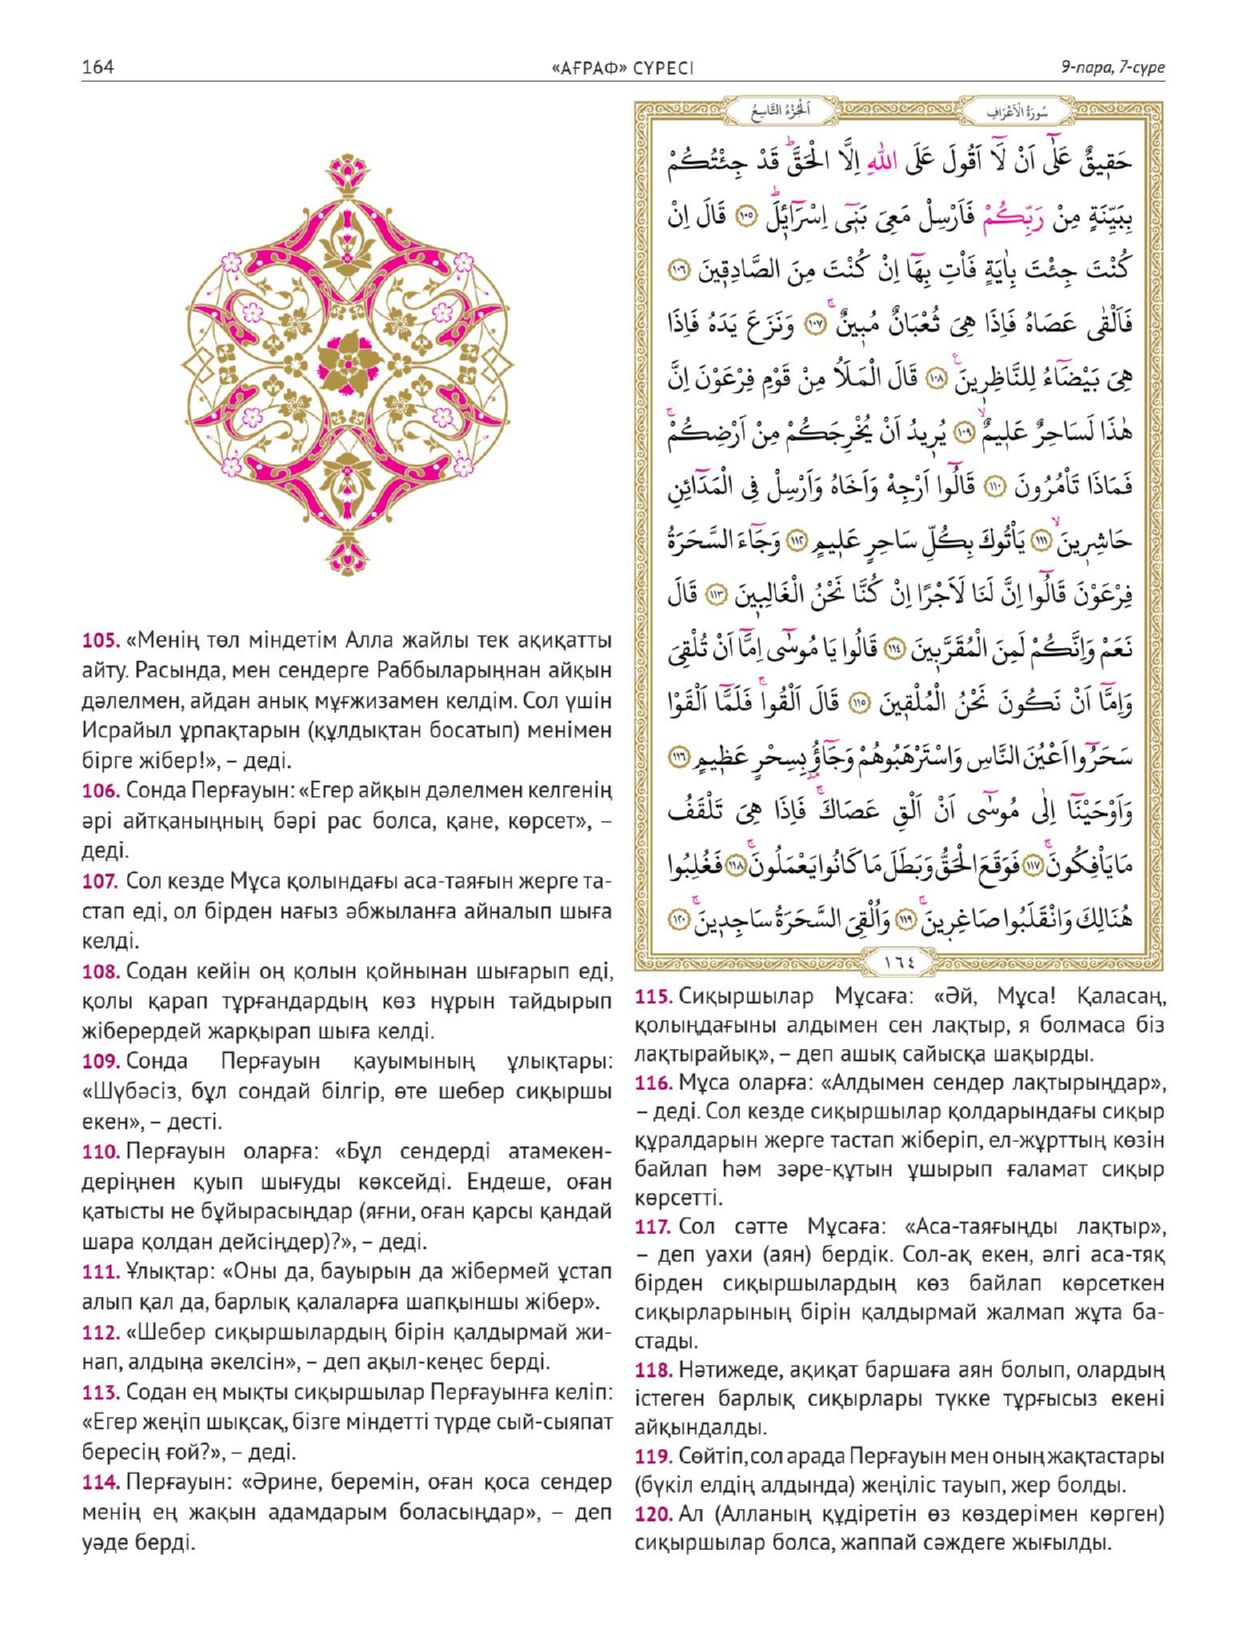 164
«АҒРАФ» СҮРЕСІ
9-пара, 7-сүре
105. «Менің төл міндетім Алла жайлы тек ақиқатты
айту. Расында, мен сендерге Раббыларыңнан айқын
дәлелмен, айдан анық мұғжизамен келдім. Сол үшін
Исрайыл ұрпақтарын (құлдықтан босатып) менімен
бірге жібер!», – деді.
106. Сонда Перғауын: «Егер айқын дәлелмен келгенің
әрі айтқаныңның бәрі рас болса, қане, көрсет», –
деді.
107. Сол кезде Мұса қолындағы аса-таяғын жерге та-
стап еді, ол бірден нағыз әбжыланға айналып шыға
келді.
108. Содан кейін оң қолын қойнынан шығарып еді,
қолы қарап тұрғандардың көз нұрын тайдырып
жіберердей жарқырап шыға келді.
109. Сонда Перғауын қауымының ұлықтары:
«Шүбәсіз, бұл сондай білгір, өте шебер сиқыршы
екен», – десті.
110. Перғауын оларға: «Бұл сендерді атамекен-
деріңнен қуып шығуды көксейді. Ендеше, оған
қатысты не бұйырасыңдар (яғни, оған қарсы қандай
шара қолдан дейсіңдер)?», – деді.
111. Ұлықтар: «Оны да, бауырын да жібермей ұстап
алып қал да, барлық қалаларға шапқыншы жібер».
112. «Шебер сиқыршылардың бірін қалдырмай жи-
нап, алдыңа әкелсін», – деп ақыл-кеңес берді.
113. Содан ең мықты сиқыршылар Перғауынға келіп:
«Егер жеңіп шықсақ, бізге міндетті түрде сый-сыяпат
бересің ғой?», – деді.
114. Перғауын: «Әрине, беремін, оған қоса сендер
менің ең жақын адамдарым боласыңдар», – деп
уәде берді.
اَلْجُزْءُ التَّاسِعُ
سُورَةُ الْاَعْرَافِ
حَقٖيقٌ عَلٰٓى اَنْ لَٓا اَقُولَ عَلَى اللّٰهِ اِلَّا الْحَقَّؕ قَدْ جِئْتُكُمْ
بِبَيِّنَةٍ مِنْ رَبِّكُمْ فَاَرْسِلْ مَعِيَ بَنٖٓي اِسْرَٓائٖلَؕ ﴿١٠٥﴾ قَالَ اِنْ
كُنْتَ جِئْتَ بِاٰيَةٍ فَأْتِ بِهَٓا اِنْ كُنْتَ مِنَ الصَّادِقٖينَ ﴿١٠٦﴾
فَاَلْقٰى عَصَاهُ فَاِذَا هِيَ ثُعْبَانٌ مُبٖينٌۚ ﴿١٠٧﴾ وَنَزَعَ يَدَهُ فَاِذَا
هِيَ بَيْضَٓاءُ لِلنَّاظِرٖينَࣖ ﴿١٠٨﴾ قَالَ الْمَلَاُ مِنْ قَوْمِ فِرْعَوْنَ اِنَّ
هٰذَا لَسَاحِرٌ عَلٖيمٌۙ ﴿١٠٩﴾ يُرٖيدُ اَنْ يُخْرِجَكُمْ مِنْ اَرْضِكُمْۚ
فَمَاذَا تَأْمُرُونَ ﴿١١٠﴾ قَالُٓوا اَرْجِهْ وَاَخَاهُ وَاَرْسِلْ فِي الْمَدَٓائِنِ
حَاشِرٖينَۙ ﴿١١١﴾ يَأْتُوكَ بِكُلِّ سَاحِرٍ عَلٖيمٍ ﴿١١٢﴾ وَجَٓاءَ السَّحَرَةُ
فِرْعَوْنَ قَالُٓوا اِنَّ لَنَا لَاَجْرًا اِنْ كُنَّا نَحْنُ الْغَالِبٖينَ ﴿١١٣﴾ قَالَ
نَعَمْ وَاِنَّكُمْ لَمِنَ الْمُقَرَّبٖينَ ﴿١١٤﴾ قَالُوا يَا مُوسٰٓى اِمَّٓا اَنْ تُلْقِيَ
وَاِمَّٓا اَنْ نَكُونَ نَحْنُ الْمُلْقٖينَ ﴿١١٥﴾ قَالَ اَلْقُواۚ فَلَمَّٓا اَلْقَوْا
سَحَرُٓوا اَعْيُنَ النَّاسِ وَاسْتَرْهَبُوهُمْ وَجَٓاؤُ بِسِحْرٍ عَظٖيمٍ ﴿١١٦﴾
وَاَوْحَيْنَٓا اِلٰى مُوسٰٓى اَنْ اَلْقِ عَصَاكَۚ فَاِذَا هِيَ تَلْقَفُ
مَا يَأْفِكُونَۚ ﴿١١٧﴾ فَوَقَعَ الْحَقُّ وَبَطَلَ مَا كَانُوا يَعْمَلُونَۚ ﴿١١٨﴾ فَغُلِبُوا
هُنَالِكَ وَانْقَلَبُوا صَاغِرٖينَۚ ﴿١١٩﴾ وَاُلْقِيَ السَّحَرَةُ سَاجِدٖينَۚ ﴿١٢٠﴾
١٦٤
115. Сиқыршылар Мұсаға: «Әй, Мұса! Қаласаң,
қолыңдағыны алдымен сен лақтыр, я болмаса біз
лақтырайық», – деп ашық сайысқа шақырды.
116. Мұса оларға: «Алдымен сендер лақтырыңдар»,
– деді. Сол кезде сиқыршылар қолдарындағы сиқыр
құралдарын жерге тастап жіберіп, ел-жұрттың көзін
байлап һәм зәре-құтын ұшырып ғаламат сиқыр
көрсетті.
117. Сол сәтте Мұсаға: «Аса-таяғыңды лақтыр»,
– деп уахи (аян) бердік. Сол-ақ екен, әлгі аса-тяқ
бірден сиқыршылардың көз байлап көрсеткен
сиқырларының бірін қалдырмай жалмап жұта ба-
стады.
118. Нәтижеде, ақиқат баршаға аян болып, олардың
істеген барлық сиқырлары түкке тұрғысыз екені
айқындалды.
119. Сөйтіп, сол арада Перғауын мен оның жақтастары
(бүкіл елдің алдында) жеңіліс тауып, жер болды.
120. Ал (Алланың құдіретін өз көздерімен көрген)
сиқыршылар болса, жаппай сәждеге жығылды.